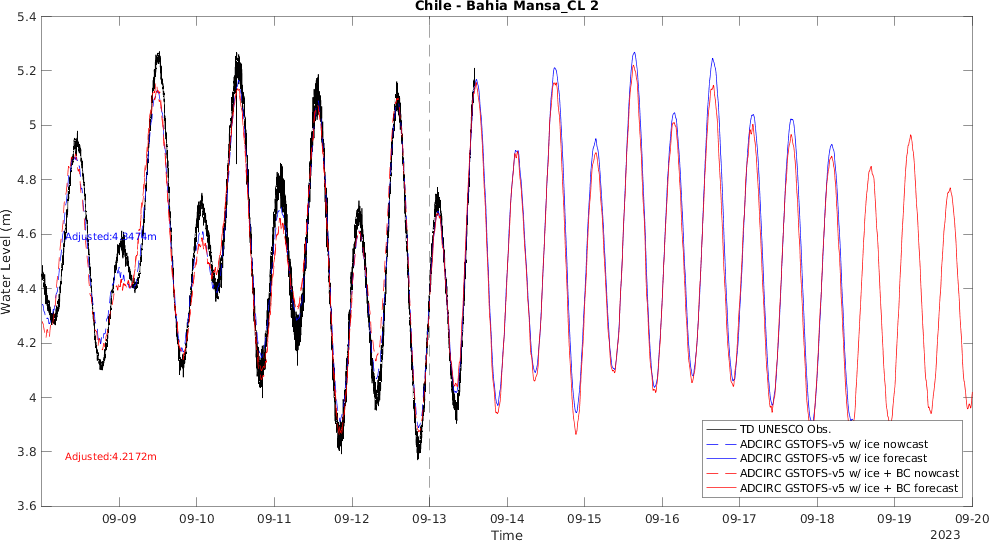 Chile - Bahia Mansa_CL 2
5.4
5.2
5
4.8
4.6
4.4
4.2
4
3.8
3.6
Water Level (m)
Adjusted:4.3474m
Adjusted:4.2172m
TD UNESCO Obs.
ADCIRC GSTOFS-v5 w/ ice nowcast
ADCIRC GSTOFS-v5 w/ ice forecast
ADCIRC GSTOFS-v5 w/ ice + BC nowcast
ADCIRC GSTOFS-v5 w/ ice + BC forecast
09-09 09-10 09-11 09-12 09-13 09-14 09-15 09-16 09-17 09-18 09-19 09-20
Time
2023